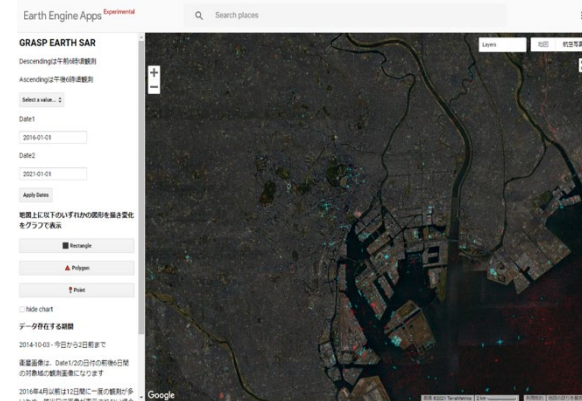 Earth Engine Apps Experimental
Search places
GRASP EARTH SAR
Descendingは午前6時頃観測
Ascendingは午後6時頃観測
Select a value...
Date1
2016-01-01
Date2
2021-01-01
Apply Dates
地図上に以下のいずれかの図形を描き変化
をグラフで表示
Rectangle
Polygon
Point
hide chart
データ存在する期間
2014-10-03 - 今日から2日前まで
衛星画像は、Date1/2の日付の前後6日間
の対象域の観測画像になります
2016年4月以前は12日間に一度の観測が多
Layers
地図
航空写真
Google
2 km
利用規約